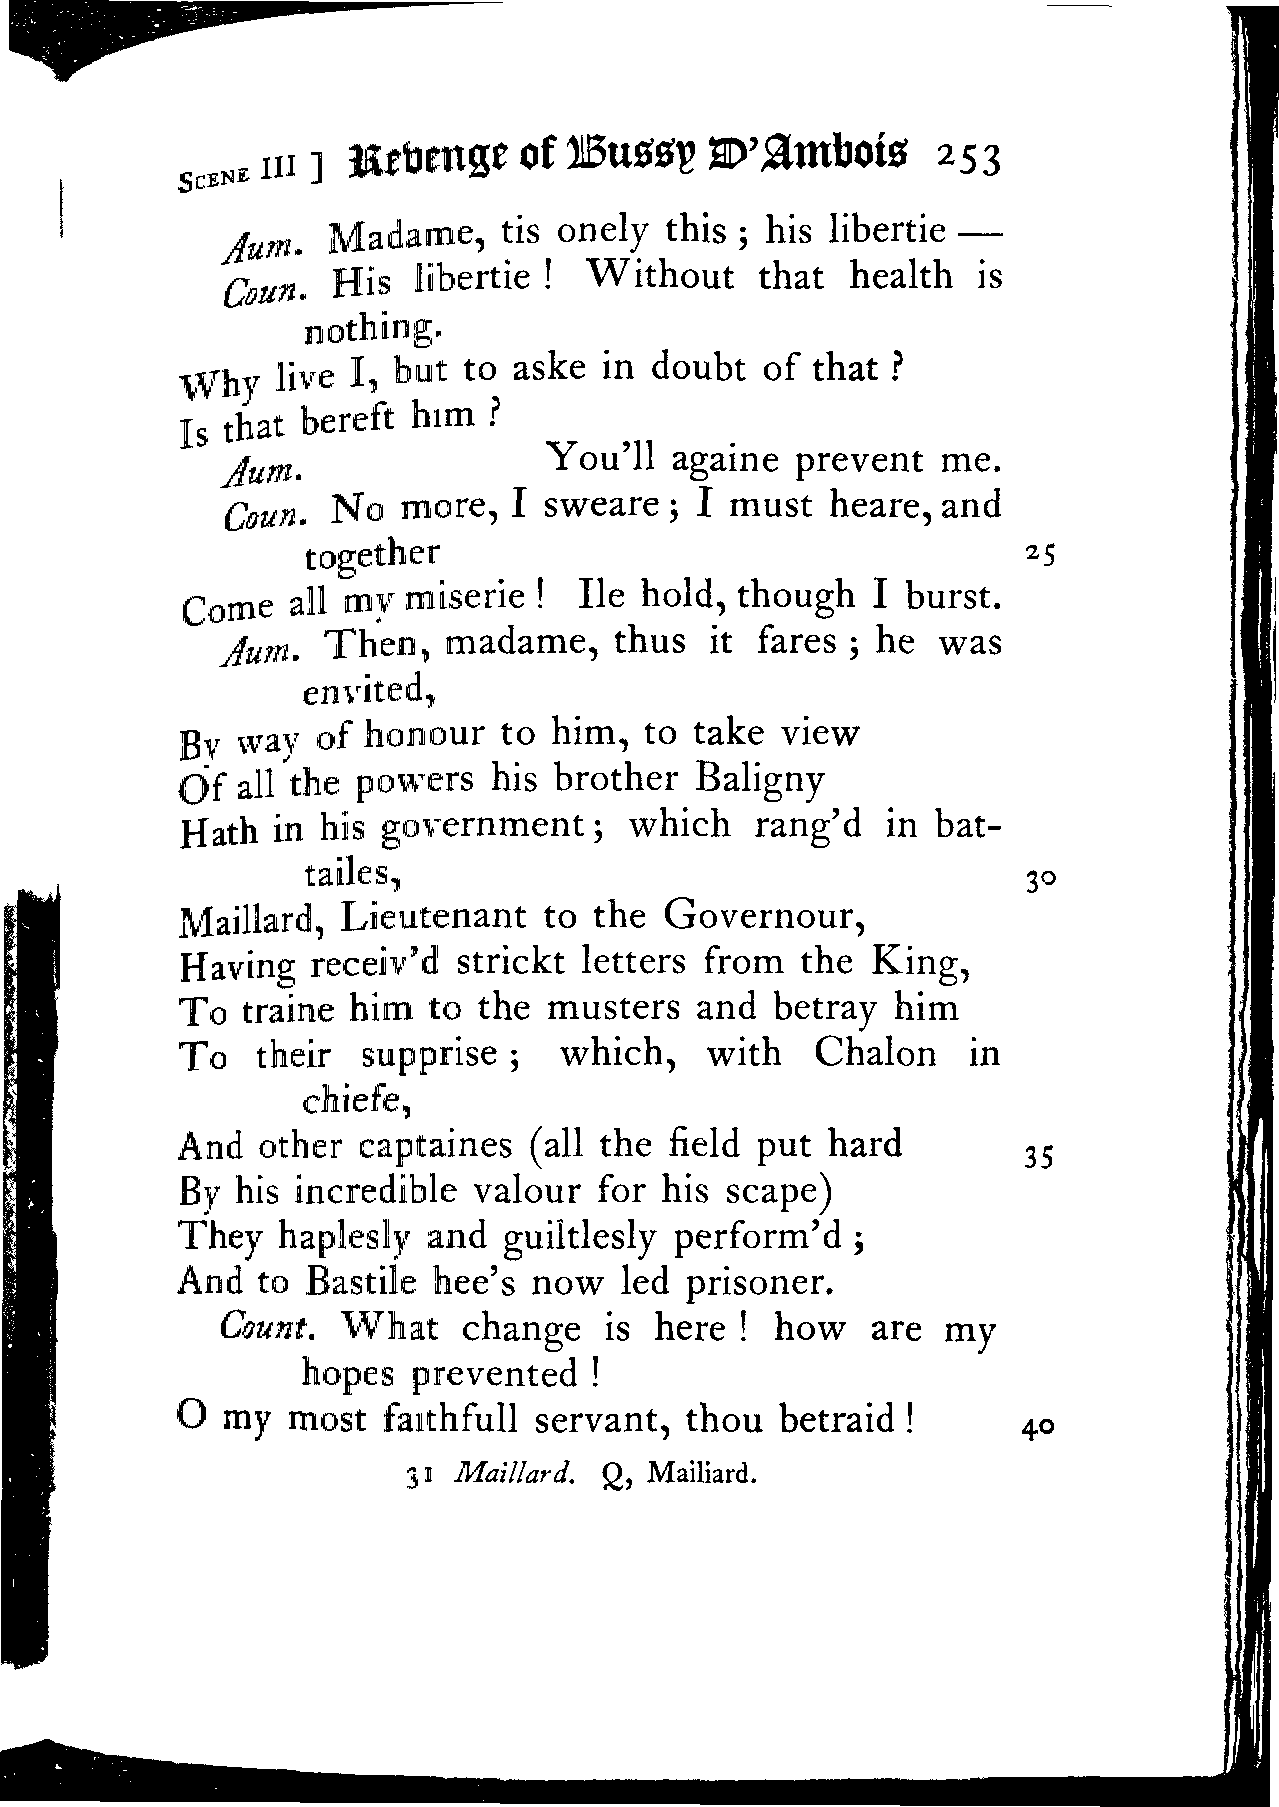 SCENE III ] Revenge of Bussy D'Ambois 253
Aum. Madame, tis onely this ; his libertie —
Coun. His libertie ! Without that health is
nothing.
Why live I, but to aske in doubt of that ?
Is that bereft him ?
Aum. You'll againe prevent me.
Coun. No more, I sweare ; I must heare, and
together 25
Come all my miserie ! Ile hold, though I burst.
Aum. Then, madame, thus it fares ; he was
envited,
By way of honour to him, to take view
Of all the powers his brother Baligny
Hath in his government ; which rang'd in bat-
tailes, 30
Maillard, Lieutenant to the Governour,
Having receiv'd strickt letters from the King,
To traine him to the musters and betray him
To their supprise ; which, with Chalon in
chiefe,
And other captaines (all the field put hard 35
By his incredible valour for his scape)
They haplesly and guiltlesly perform'd ;
And to Bastile hee's now led prisoner.
Count. What change is here ! how are my
hopes prevented !
O my most faithfull servant, thou betraid ! 40
31 Maillard. Q, Mailiard.